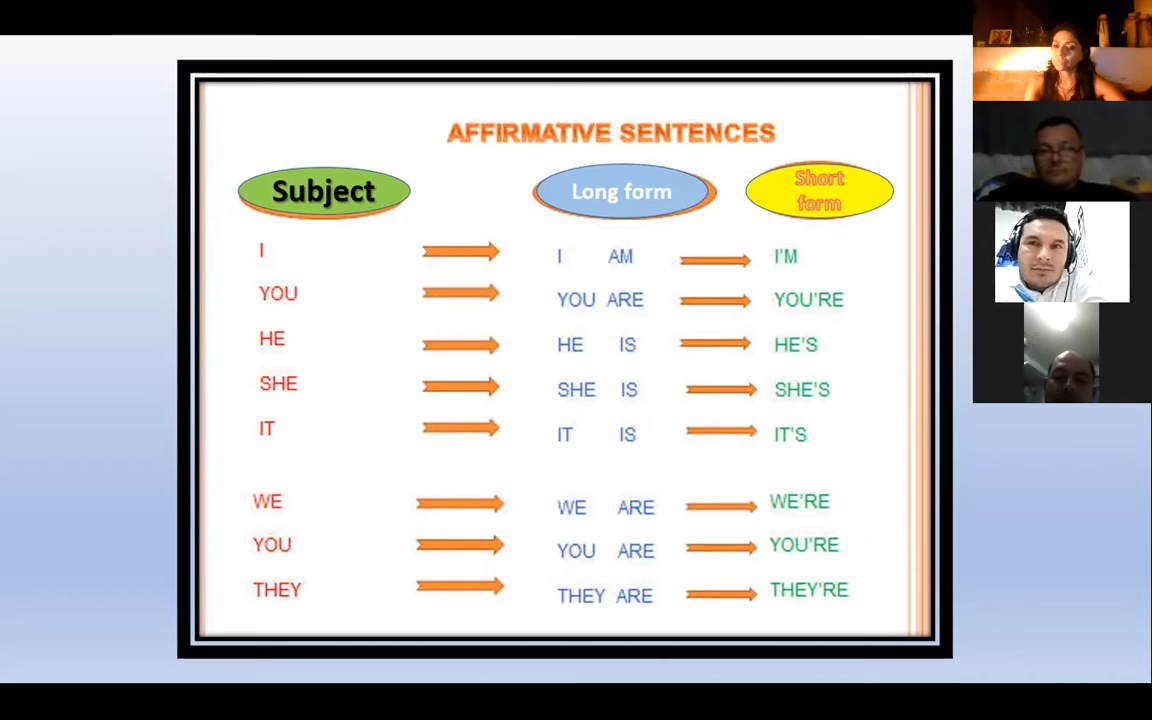 AFFIRMATIVE SENTENCES
Subject Long form Short form
I I AM I'M
YOU YOU ARE YOU'RE
HE HE IS HE'S
SHE SHE IS SHE'S
IT IT IS IT'S
WE WE ARE WE'RE
YOU YOU ARE YOU'RE
THEY THEY ARE THEY'RE